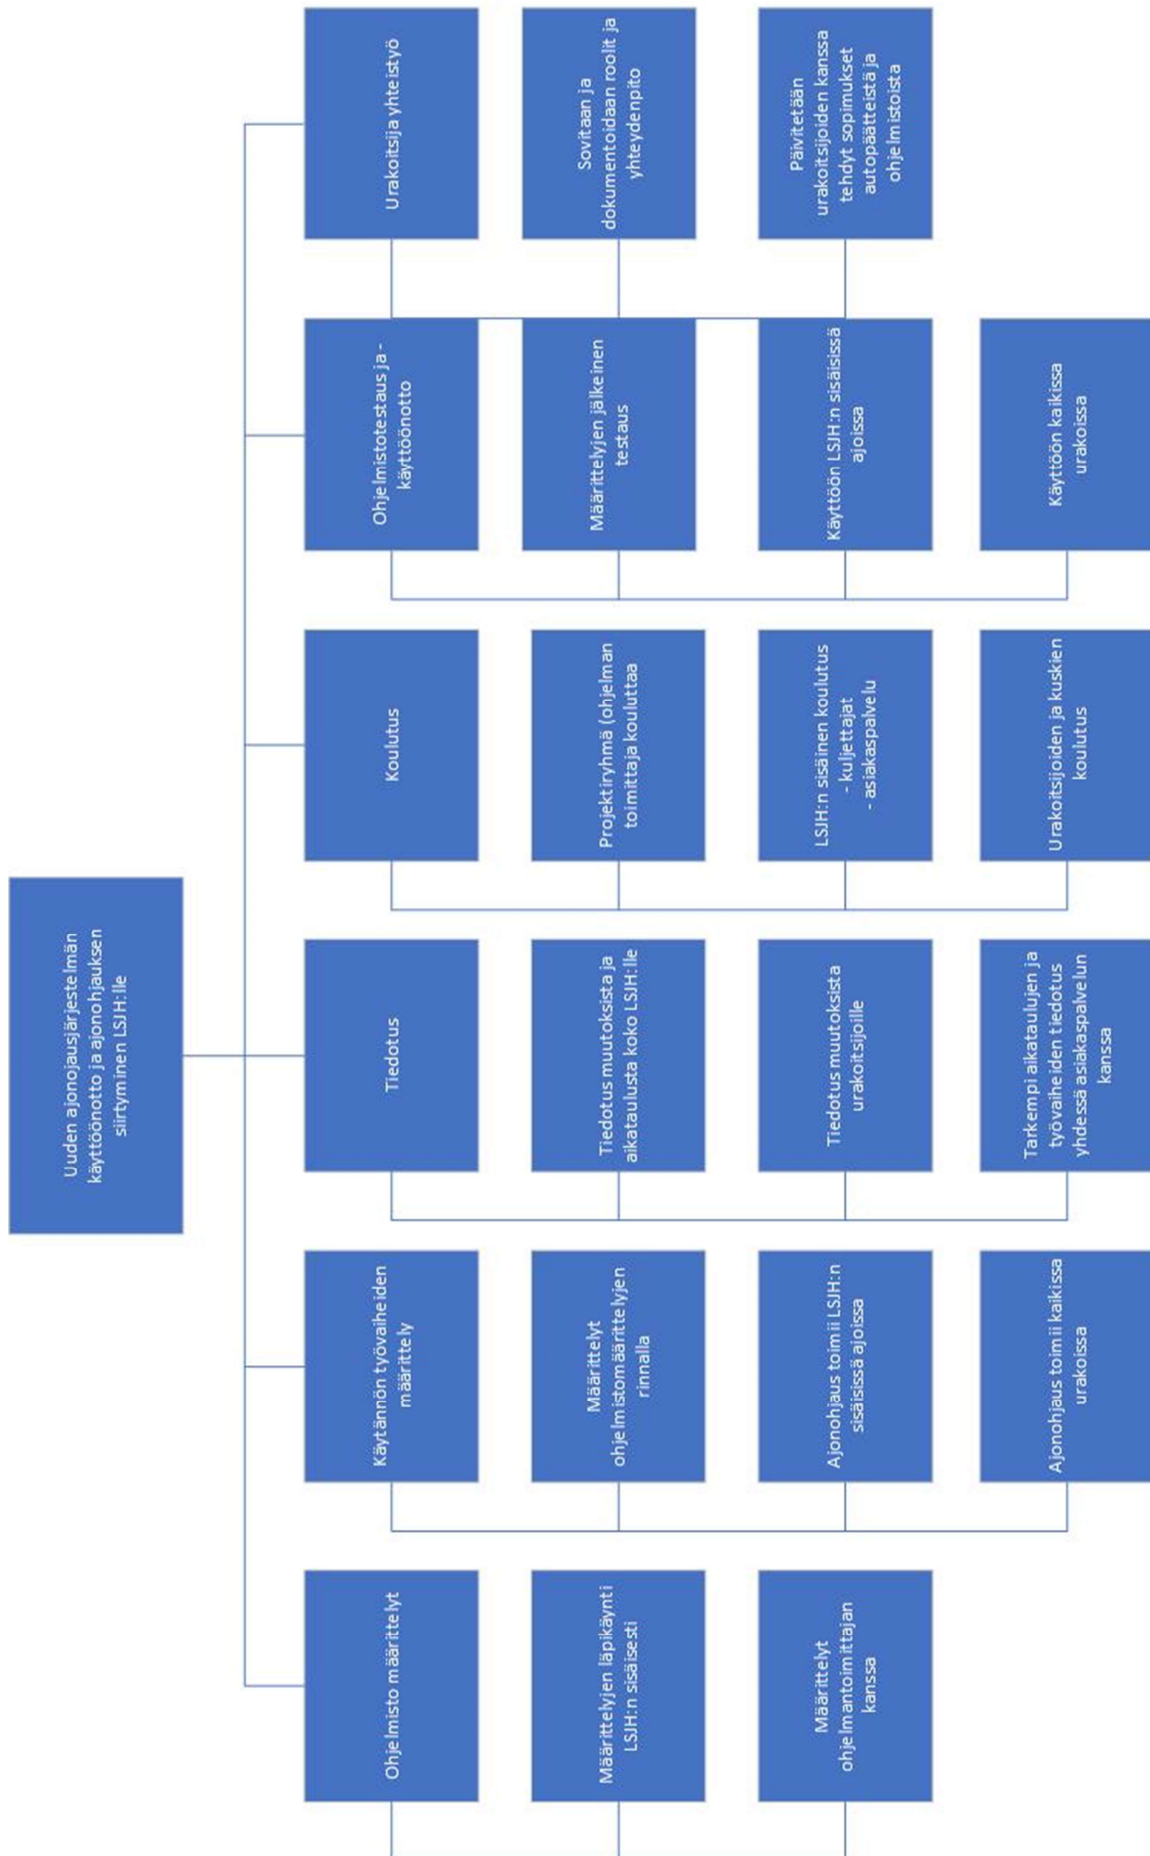 Uuden ajonojausjärjestelmän
käyttöönotto ja ajonohjauksen
siirtyminen LSJH:lle
Ohjelmisto määrittelyt
Määrittelyjen läpikäynti
LSJH:n sisäisesti
Määrittelyt
ohjelmantoimittajan
kanssa
Käytännön työvaiheiden
määrittely
Määrittelyt
ohjelmistomäärittelyjen
rinnalla
Ajonohjaus toimii LSJH:n
sisäisissä ajoissa
Ajonohjaus toimii kaikissa
urakoissa
Tiedotus
Tiedotus muutoksista ja
aikataulusta koko LSJH:lle
Tiedotus muutoksista
urakoitsijoille
Tarkempi aikataulujen ja
työvaiheiden tiedotus
yhdessä asiakaspalvelun
kanssa
Koulutus
Projektiryhmä (ohjelman
toimittaja kouluttaa
LSJH:n sisäinen koulutus
- kuljettajat
- asiakaspalvelu
Urakoitsijoiden ja kuskien
koulutus
Ohjelmistotestaus ja -
käyttöönotto
Määrittelyjen jälkeinen
testaus
Käyttöön LSJH:n sisäisissä
ajoissa
Käyttöön kaikissa
urakoissa
Urakoitsija yhteistyö
Sovitaan ja
dokumentoidaan roolit ja
yhteydenpito
Päivitetään
urakoitsijoiden kanssa
tehdyt sopimukset
autopäätteistä ja
ohjelmistoista